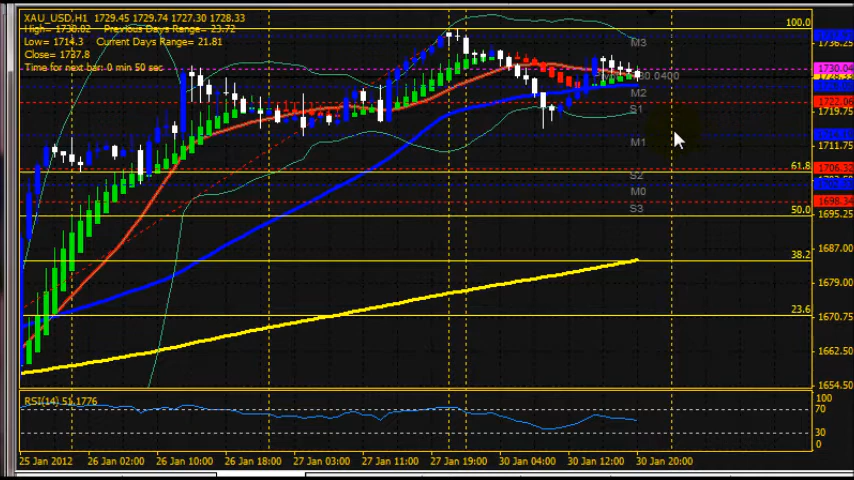 XAU_USD,H1 1729.45 1729.74 1727.30 1728.33
High= 1738.02 Previous Days Range= 23.72
Low= 1714.3 Current Days Range= 21.81
Close= 1737.8
Time for next bar: 0 min 50 sec
100.0
M3
1736.25
1730.04
M2
1722.06
S1
1719.75
M1
1711.75
61.8
1706.32
S2
M0
1698.34
S3
50.0
1695.25
1687.00
38.2
1679.00
23.6
1670.75
1662.50
1654.50
RSI(14) 51.1776
100
70
30
0
25 Jan 2012
26 Jan 02:00
26 Jan 10:00
26 Jan 18:00
27 Jan 03:00
27 Jan 11:00
27 Jan 19:00
30 Jan 04:00
30 Jan 12:00
30 Jan 20:00